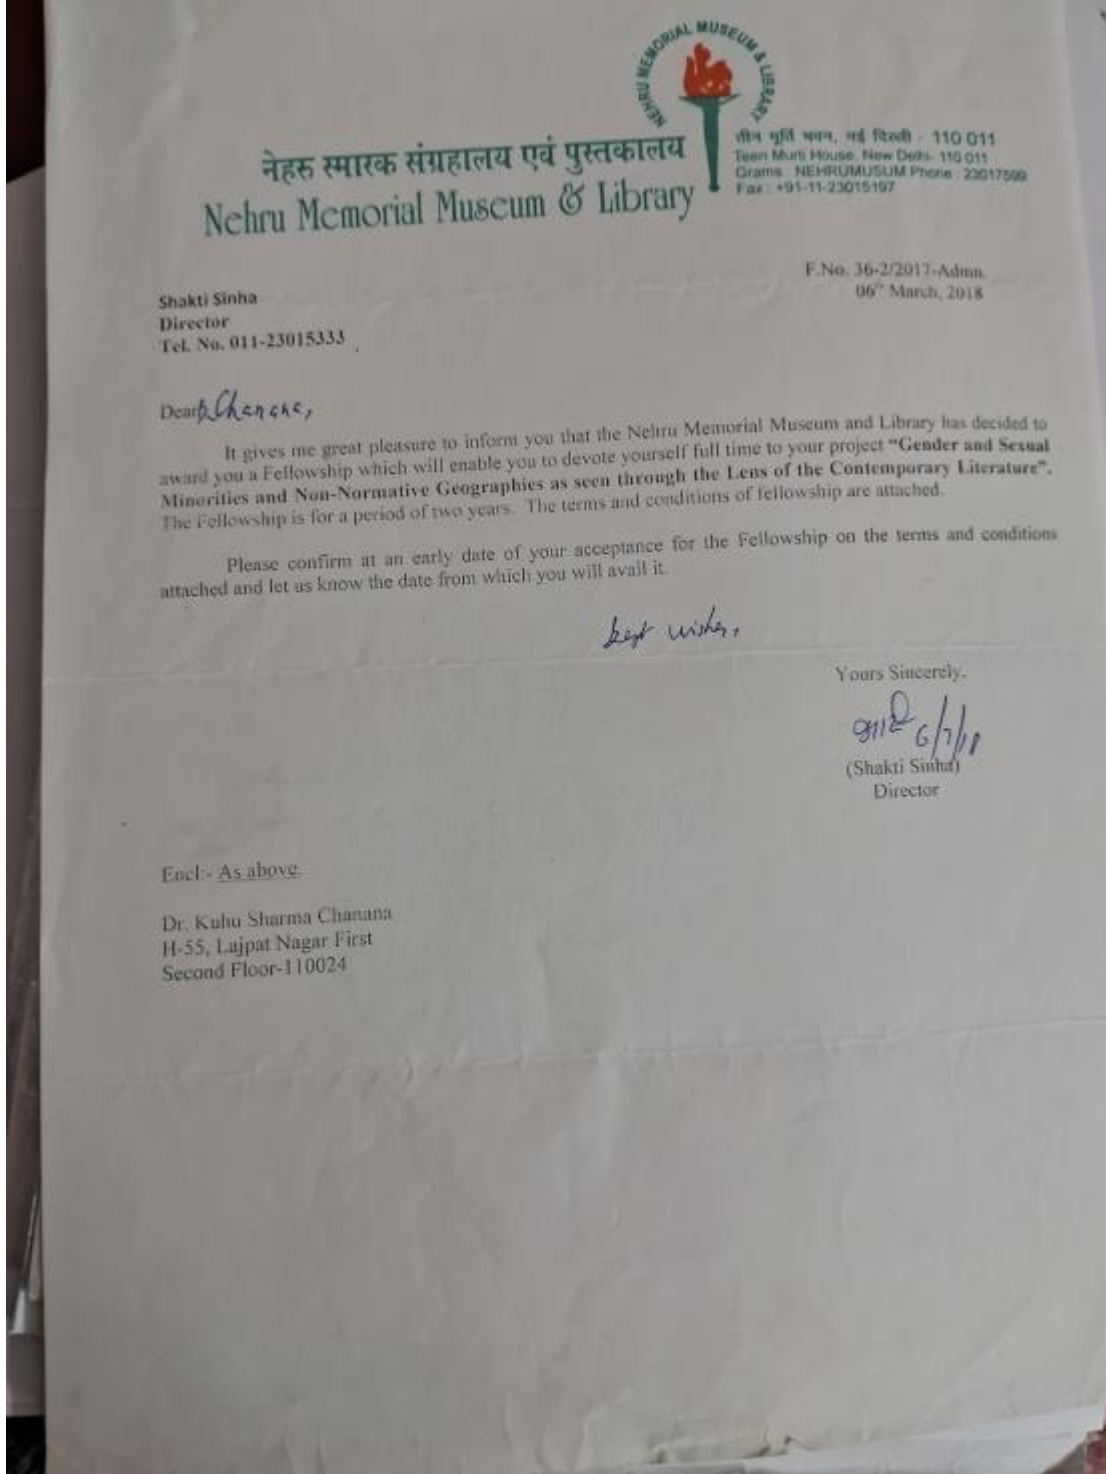 NEHRU MEMORIAL MUSEUM & LIBRARY
नेहरू स्मारक संग्रहालय एवं पुस्तकालय
Nehru Memorial Museum & Library
तीन मूर्ति भवन, नई दिल्ली - 110 011
Teen Murti House, New Delhi- 110 011
Grams : NEHRUMUSUM Phone : 23017599
Fax : +91-11-23015197
F.No. 36-2/2017-Admn.
06th March, 2018
Shakti Sinha
Director
Tel. No. 011-23015333
Dear Chanana,
It gives me great pleasure to inform you that the Nehru Memorial Museum and Library has decided to
award you a Fellowship which will enable you to devote yourself full time to your project "Gender and Sexual
Minorities and Non-Normative Geographies as seen through the Lens of the Contemporary Literature".
The Fellowship is for a period of two years. The terms and conditions of fellowship are attached.
Please confirm at an early date of your acceptance for the Fellowship on the terms and conditions
attached and let us know the date from which you will avail it.
best wishes,
Yours Sincerely,
(Shakti Sinha)
Director
Encl:- As above.
Dr. Kuhu Sharma Chanana
H-55, Lajpat Nagar First
Second Floor-110024